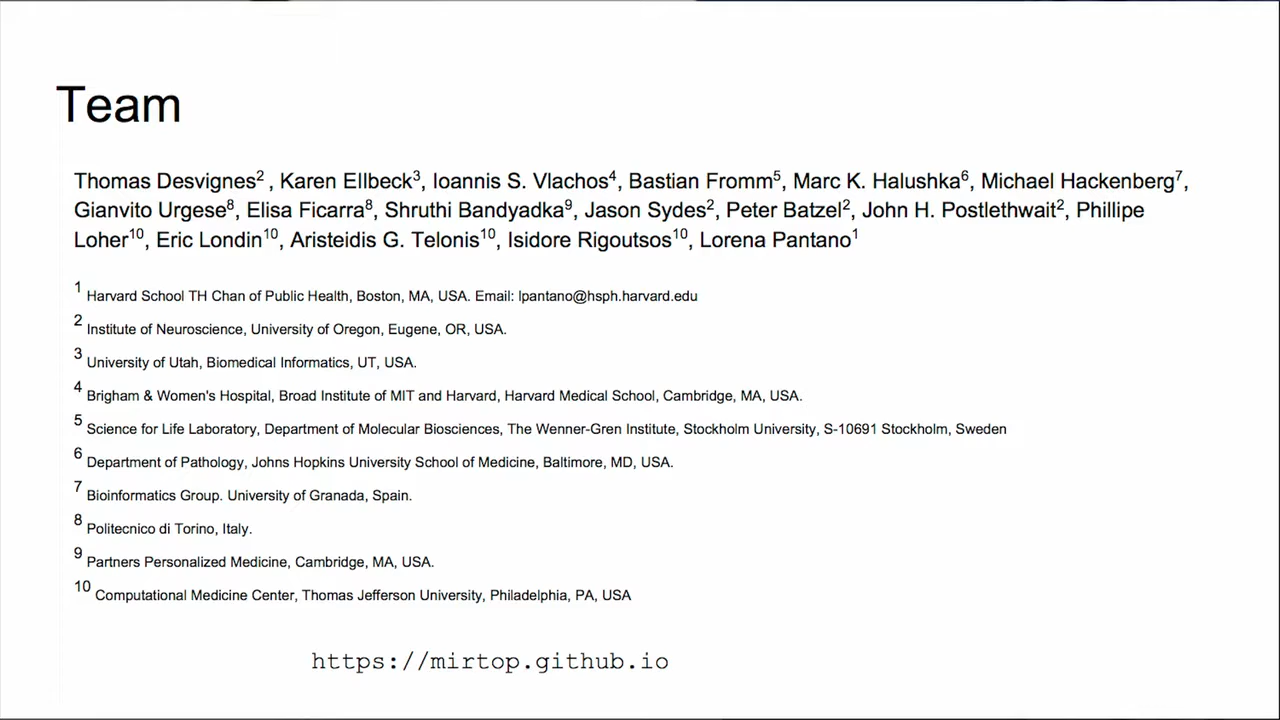 Team
Thomas Desvignes2 , Karen Ellbeck3, Ioannis S. Vlachos4, Bastian Fromm5, Marc K. Halushka6, Michael Hackenberg7,
Gianvito Urgese8, Elisa Ficarra8, Shruthi Bandyadka9, Jason Sydes2, Peter Batzel2, John H. Postlethwait2, Phillipe
Loher10, Eric Londin10, Aristeidis G. Telonis10, Isidore Rigoutsos10, Lorena Pantano1
1 Harvard School TH Chan of Public Health, Boston, MA, USA. Email: lpantano@hsph.harvard.edu
2 Institute of Neuroscience, University of Oregon, Eugene, OR, USA.
3 University of Utah, Biomedical Informatics, UT, USA.
4 Brigham & Women's Hospital, Broad Institute of MIT and Harvard, Harvard Medical School, Cambridge, MA, USA.
5 Science for Life Laboratory, Department of Molecular Biosciences, The Wenner-Gren Institute, Stockholm University, S-10691 Stockholm, Sweden
6 Department of Pathology, Johns Hopkins University School of Medicine, Baltimore, MD, USA.
7 Bioinformatics Group. University of Granada, Spain.
8 Politecnico di Torino, Italy.
9 Partners Personalized Medicine, Cambridge, MA, USA.
10 Computational Medicine Center, Thomas Jefferson University, Philadelphia, PA, USA
https://mirtop.github.io